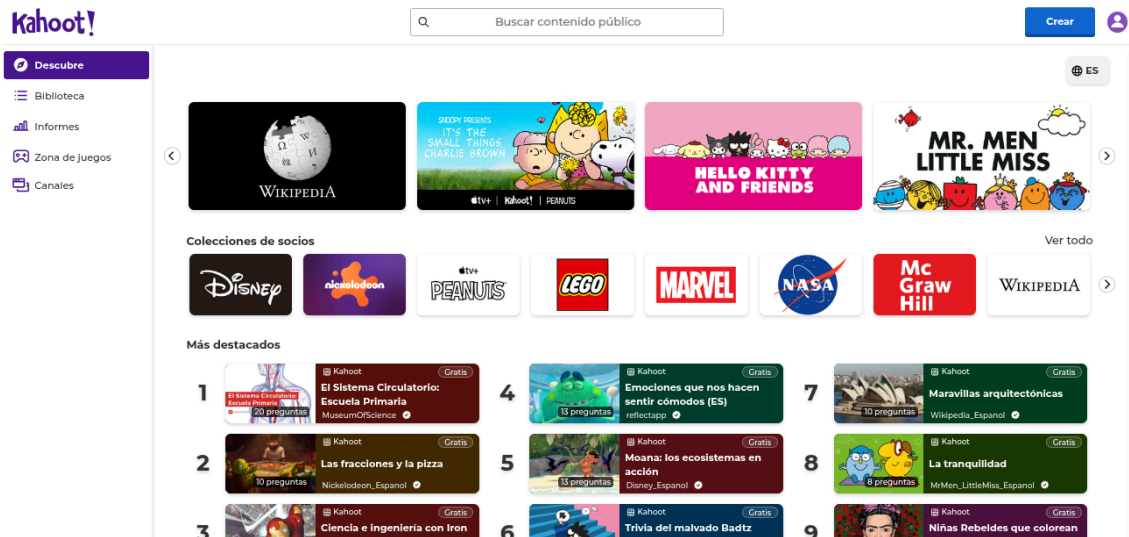 Kahoot!
Buscar contenido público
Crear
Descubre
Biblioteca
Informes
Zona de juegos
Canales
ES
WIKIPEDIA
SNOOPY PRESENTS
IT'S THE
SMALL THINGS,
CHARLIE BROWN
tv+ | Kahoot! | PEANUTS
HELLO KITTY
AND FRIENDS
MR. MEN
LITTLE MISS
Colecciones de socios
Ver todo
Disney
nickelodeon
tv+
PEANUTS
LEGO
MARVEL
NASA
Mc
Graw
Hill
WIKIPEDIA
Más destacados
1
El Sistema Circulatorio:
Escuela Primaria
20 preguntas
Kahoot
Gratis
El Sistema Circulatorio:
Escuela Primaria
MuseumOfScience
4
13 preguntas
Kahoot
Gratis
Emociones que nos hacen
sentir cómodos (ES)
reflectapp
7
10 preguntas
Kahoot
Gratis
Maravillas arquitectónicas
Wikipedia_Espanol
2
10 preguntas
Kahoot
Gratis
Las fracciones y la pizza
Nickelodeon_Espanol
5
13 preguntas
Kahoot
Gratis
Moana: los ecosistemas en
acción
Disney_Espanol
8
8 preguntas
Kahoot
Gratis
La tranquilidad
MrMen_LittleMiss_Espanol
3
Kahoot
Gratis
Ciencia e ingeniería con Iron
6
Kahoot
Gratis
Trivia del malvado Badtz
9
Kahoot
Gratis
Niñas Rebeldes que colorean